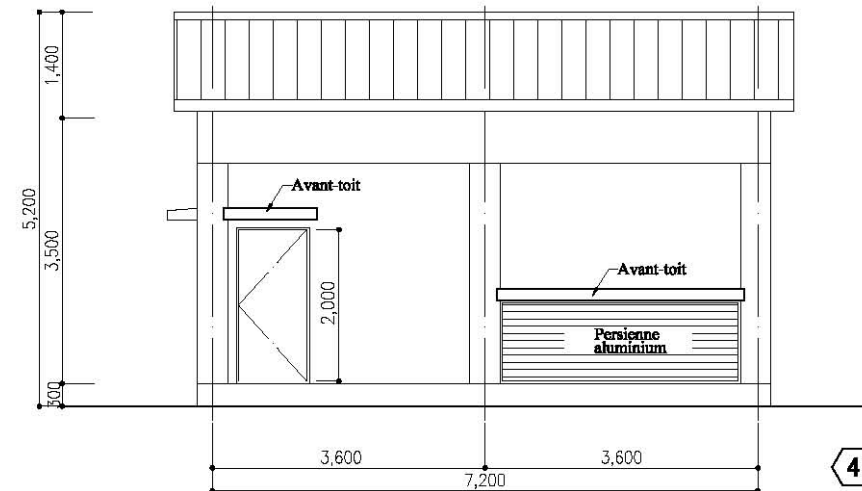 1,400
Avant-toit
5,200
3,500
Avant-toit
2,000
Persienne
aluminium
300
3,600
3,600
4
7,200